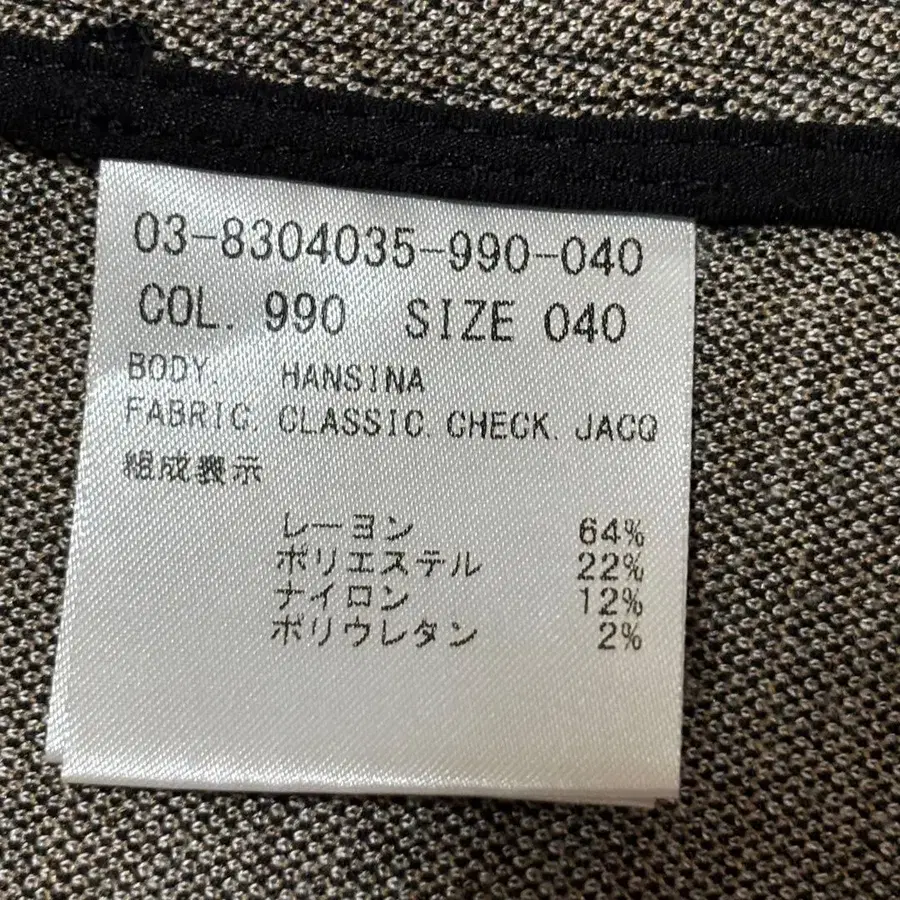 03-8304035-990-040
COL. 990 SIZE 040
BODY. HANSINA
FABRIC. CLASSIC. CHECK. JACQ
組成表示
レーヨン 64%
ポリエステル 22%
ナイロン 12%
ポリウレタン 2%